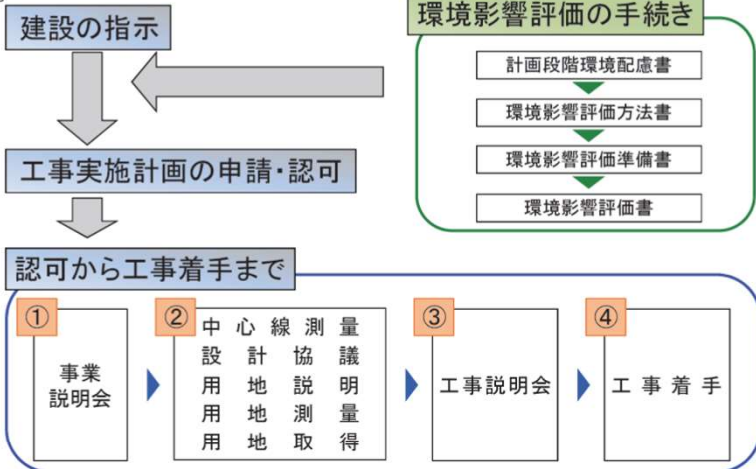 建設の指示
環境影響評価の手続き
計画段階環境配慮書
環境影響評価方法書
環境影響評価準備書
環境影響評価書
工事実施計画の申請・認可
認可から工事着手まで
①
事業
説明会
②
中心線測量
設計協議
用地説明
用地測量
用地取得
③
工事説明会
④
工事着手